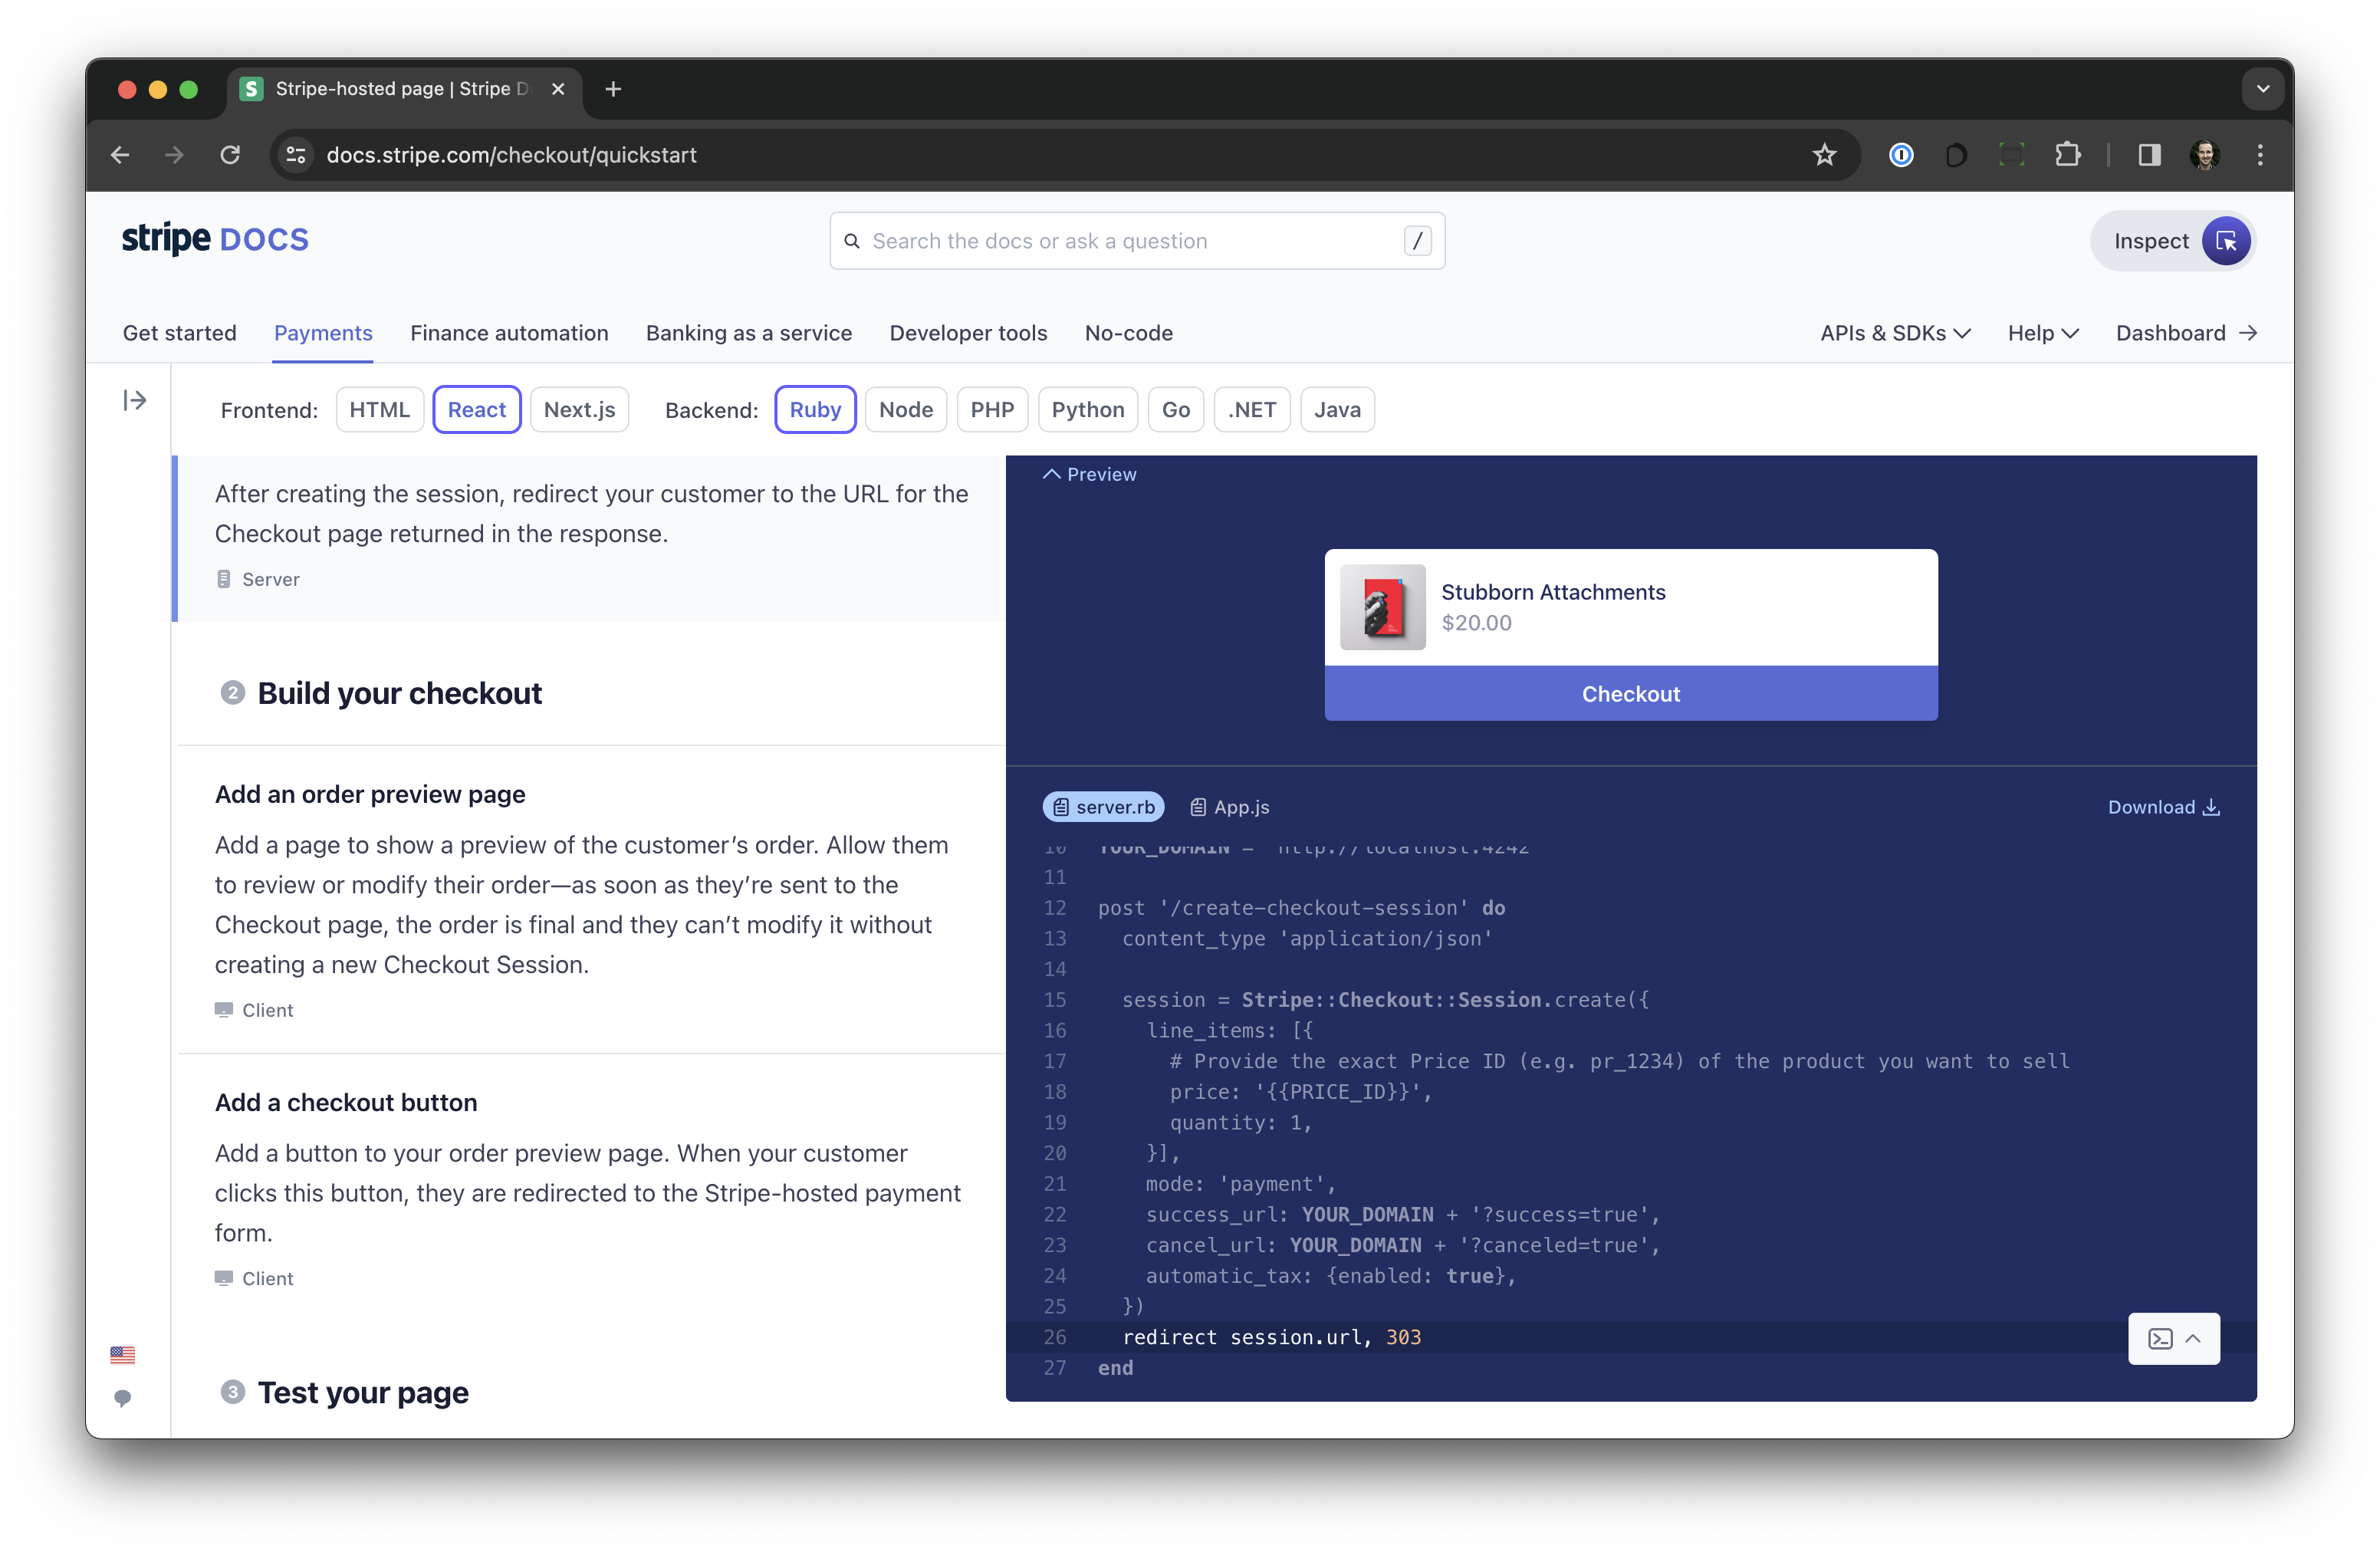 Stripe-hosted page | Stripe D
docs.stripe.com/checkout/quickstart
stripe DOCS
Search the docs or ask a question
/
Inspect
Get started
Payments
Finance automation
Banking as a service
Developer tools
No-code
APIs & SDKs
Help
Dashboard
Frontend:
HTML
React
Next.js
Backend:
Ruby
Node
PHP
Python
Go
.NET
Java
After creating the session, redirect your customer to the URL for the
Checkout page returned in the response.
Server
2 Build your checkout
Add an order preview page
Add a page to show a preview of the customer’s order. Allow them
to review or modify their order—as soon as they’re sent to the
Checkout page, the order is final and they can’t modify it without
creating a new Checkout Session.
Client
Add a checkout button
Add a button to your order preview page. When your customer
clicks this button, they are redirected to the Stripe-hosted payment
form.
Client
3 Test your page
Preview
Stubborn Attachments
$20.00
Checkout
server.rb
App.js
Download
10 YOUR_DOMAIN = 'http://localhost:4242'
11
12 post '/create-checkout-session' do
13 content_type 'application/json'
14
15 session = Stripe::Checkout::Session.create({
16 line_items: [{
17 # Provide the exact Price ID (e.g. pr_1234) of the product you want to sell
18 price: '{{PRICE_ID}}',
19 quantity: 1,
20 }],
21 mode: 'payment',
22 success_url: YOUR_DOMAIN + '?success=true',
23 cancel_url: YOUR_DOMAIN + '?canceled=true',
24 automatic_tax: {enabled: true},
25 })
26 redirect session.url, 303
27 end